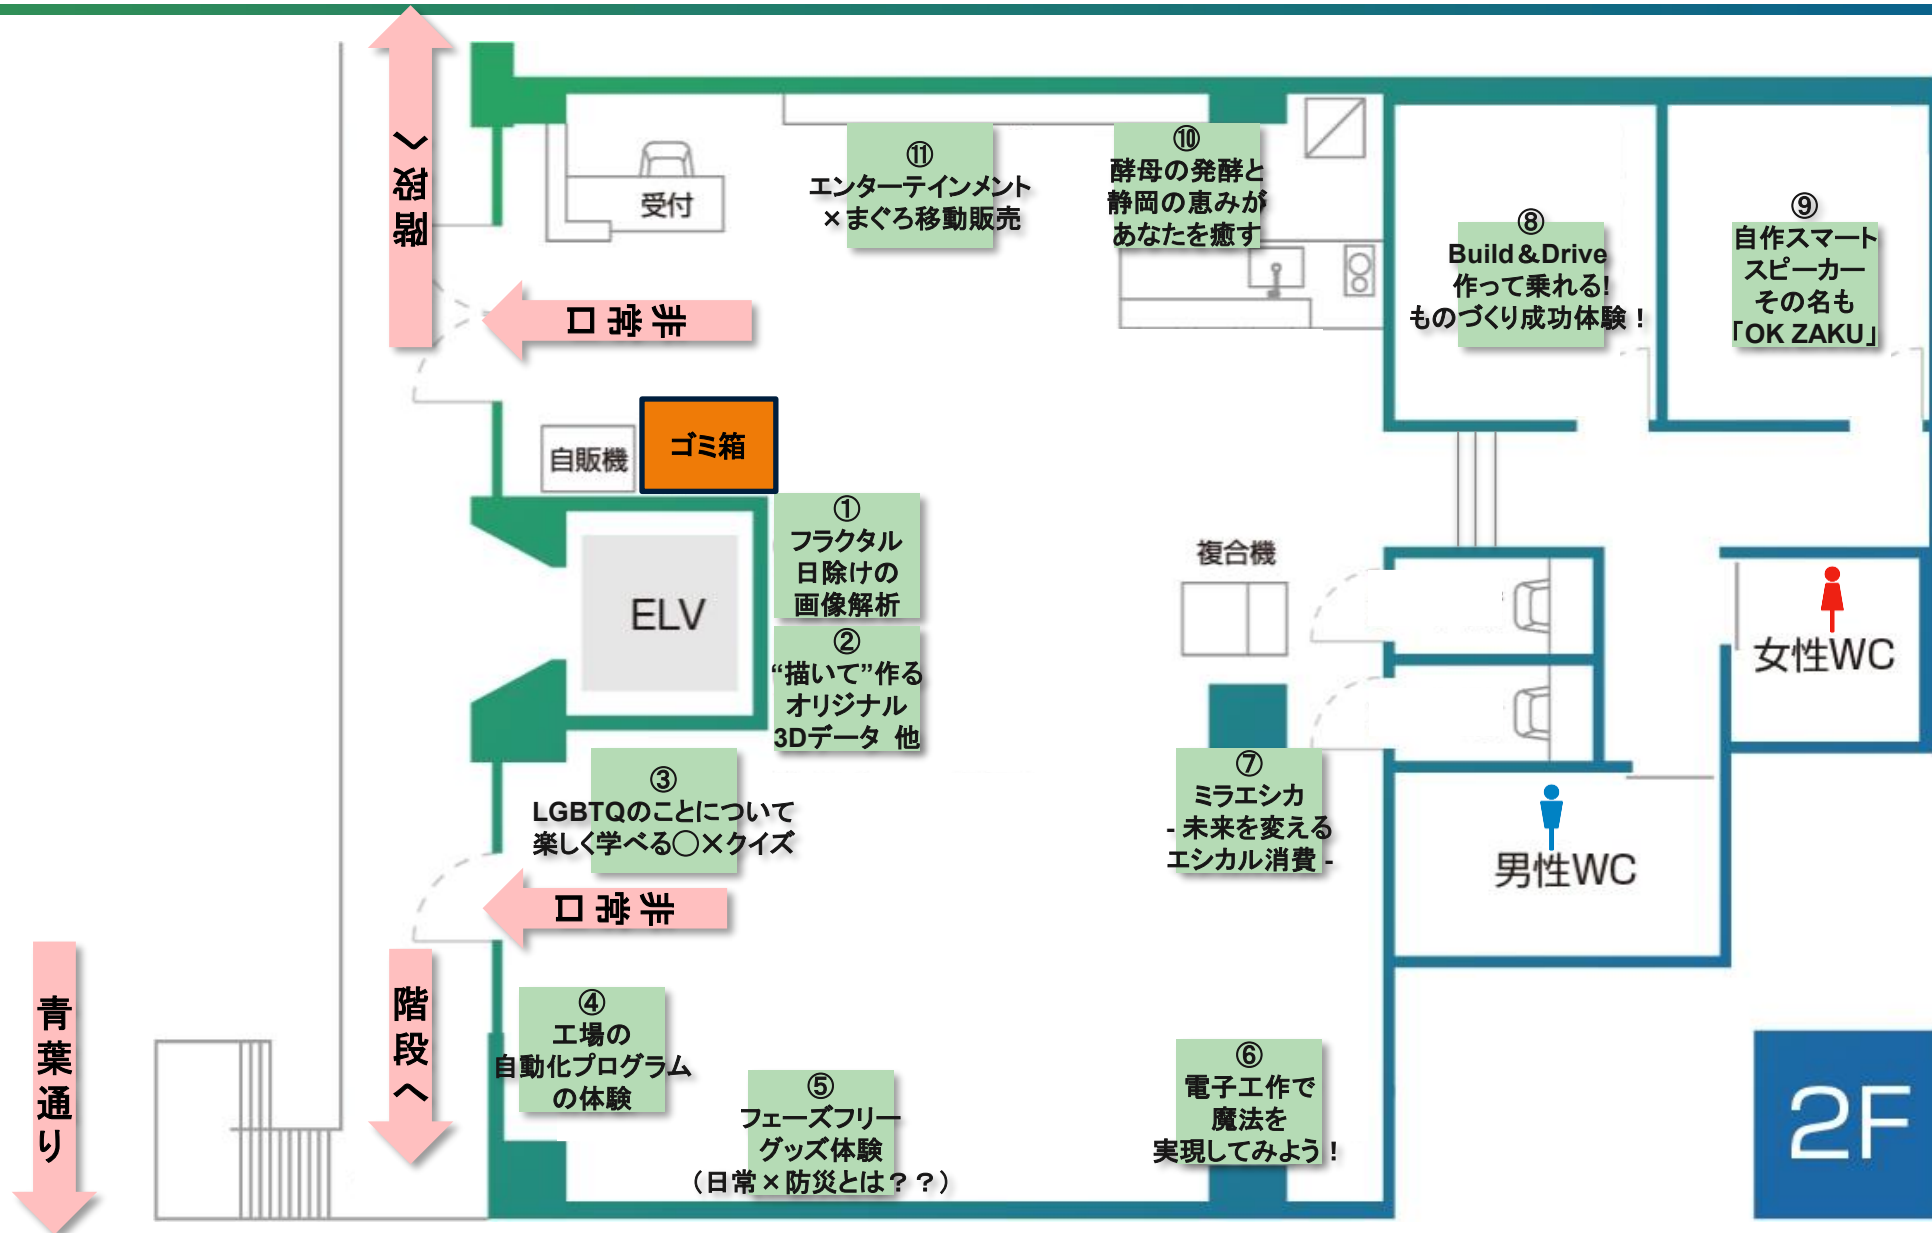 階段へ
受付
⑪
エンターテインメント
×まぐろ移動販売
⑩
酵母の発酵と
静岡の恵みが
あなたを癒す
⑧
Build&Drive
作って乗れる!
ものづくり成功体験！
⑨
自作スマート
スピーカー
その名も
「OK ZAKU」
非常口
自販機
ゴミ箱
①
フラクタル
日除けの
画像解析
ELV
複合機
②
“描いて”作る
オリジナル
3Dデータ 他
女性WC
③
LGBTQのことについて
楽しく学べる○×クイズ
⑦
ミラエシカ
- 未来を変える
エシカル消費 -
男性WC
非常口
青葉通り
階段へ
④
工場の
自動化プログラム
の体験
⑤
フェーズフリー
グッズ体験
（日常×防災とは？？）
⑥
電子工作で
魔法を
実現してみよう！
2F